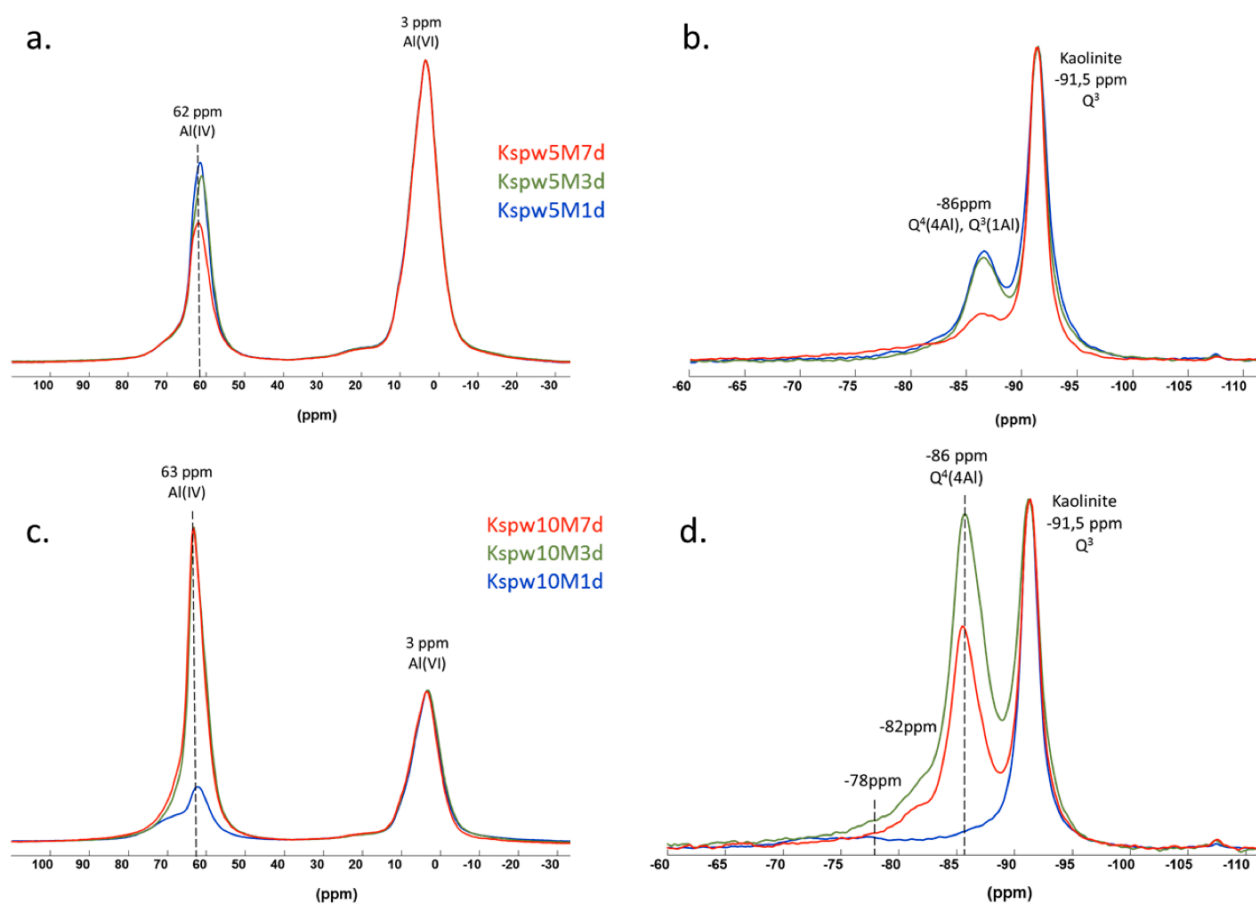 a.
3 ppm
Al(VI)
62 ppm
Al(IV)
Kspw5M7d
Kspw5M3d
Kspw5M1d
100 90 80 70 60 50 40 30 20 10 0 -10 -20 -30
(ppm)
b.
Kaolinite
-91,5 ppm
Q³
-86ppm
Q⁴(4Al), Q³(1Al)
-60 -65 -70 -75 -80 -85 -90 -95 -100 -105 -110
(ppm)
c.
63 ppm
Al(IV)
Kspw10M7d
Kspw10M3d
Kspw10M1d
3 ppm
Al(VI)
100 90 80 70 60 50 40 30 20 10 0 -10 -20 -30
(ppm)
d.
-86 ppm
Q⁴(4Al)
Kaolinite
-91,5 ppm
Q³
-82ppm
-78ppm
-60 -65 -70 -75 -80 -85 -90 -95 -100 -105 -110
(ppm)